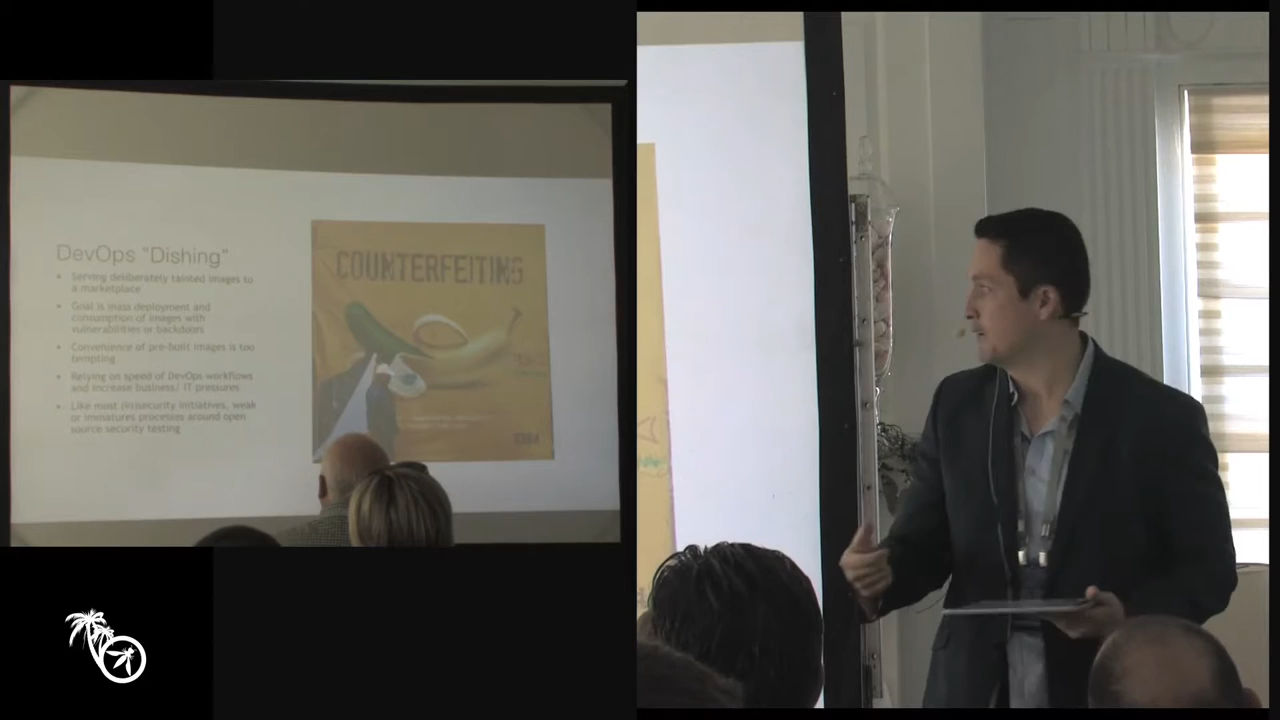 DevOps "Dishing"
Serving deliberately tainted images to
a marketplace
Goal is mass deployment and
consumption of images with
vulnerabilities or backdoors
Convenience of pre-built images is too
tempting
Relying on speed of DevOps workflows
and increase business/ IT pressures
Like most (in)security initiatives, weak
or immatures processes around open
source security testing
COUNTERFEITING